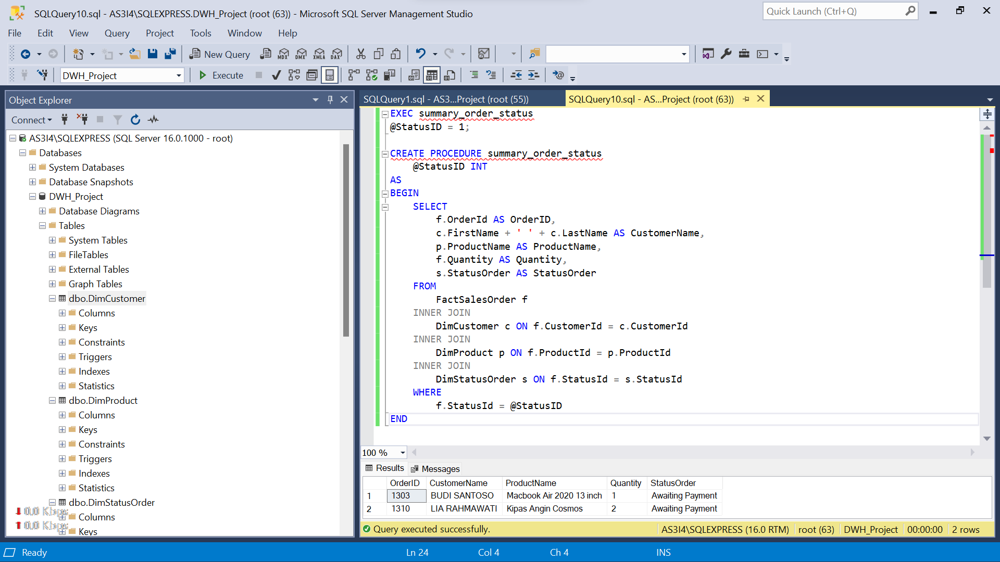 SQLQuery10.sql - AS3I4\SQLEXPRESS.DWH_Project (root (63)) - Microsoft SQL Server Management Studio
Quick Launch (Ctrl+Q)
File Edit View Query Project Tools Window Help
New Query MDX DMX XMLA DAX
DWH_Project Execute
Object Explorer
Connect
AS3I4\SQLEXPRESS (SQL Server 16.0.1000 - root)
Databases
System Databases
Database Snapshots
DWH_Project
Database Diagrams
Tables
System Tables
FileTables
External Tables
Graph Tables
dbo.DimCustomer
Columns
Keys
Constraints
Triggers
Indexes
Statistics
dbo.DimProduct
Columns
Keys
Constraints
Triggers
Indexes
Statistics
dbo.DimStatusOrder
Columns
Keys
0.0 Kbps
0.0 Kbps
SQLQuery1.sql - AS3...Project (root (55))
SQLQuery10.sql - AS...Project (root (63))
EXEC summary_order_status
@StatusID = 1;
CREATE PROCEDURE summary_order_status
@StatusID INT
AS
BEGIN
SELECT
f.OrderId AS OrderID,
c.FirstName + ' ' + c.LastName AS CustomerName,
p.ProductName AS ProductName,
f.Quantity AS Quantity,
s.StatusOrder AS StatusOrder
FROM
FactSalesOrder f
INNER JOIN
DimCustomer c ON f.CustomerId = c.CustomerId
INNER JOIN
DimProduct p ON f.ProductId = p.ProductId
INNER JOIN
DimStatusOrder s ON f.StatusId = s.StatusId
WHERE
f.StatusId = @StatusID
END
100 %
Results Messages
OrderID CustomerName ProductName Quantity StatusOrder
1 1303 BUDI SANTOSO Macbook Air 2020 13 inch 1 Awaiting Payment
2 1310 LIA RAHMAWATI Kipas Angin Cosmos 2 Awaiting Payment
Query executed successfully. AS3I4\SQLEXPRESS (16.0 RTM) root (63) DWH_Project 00:00:00 2 rows
Ready Ln 24 Col 4 Ch 4 INS